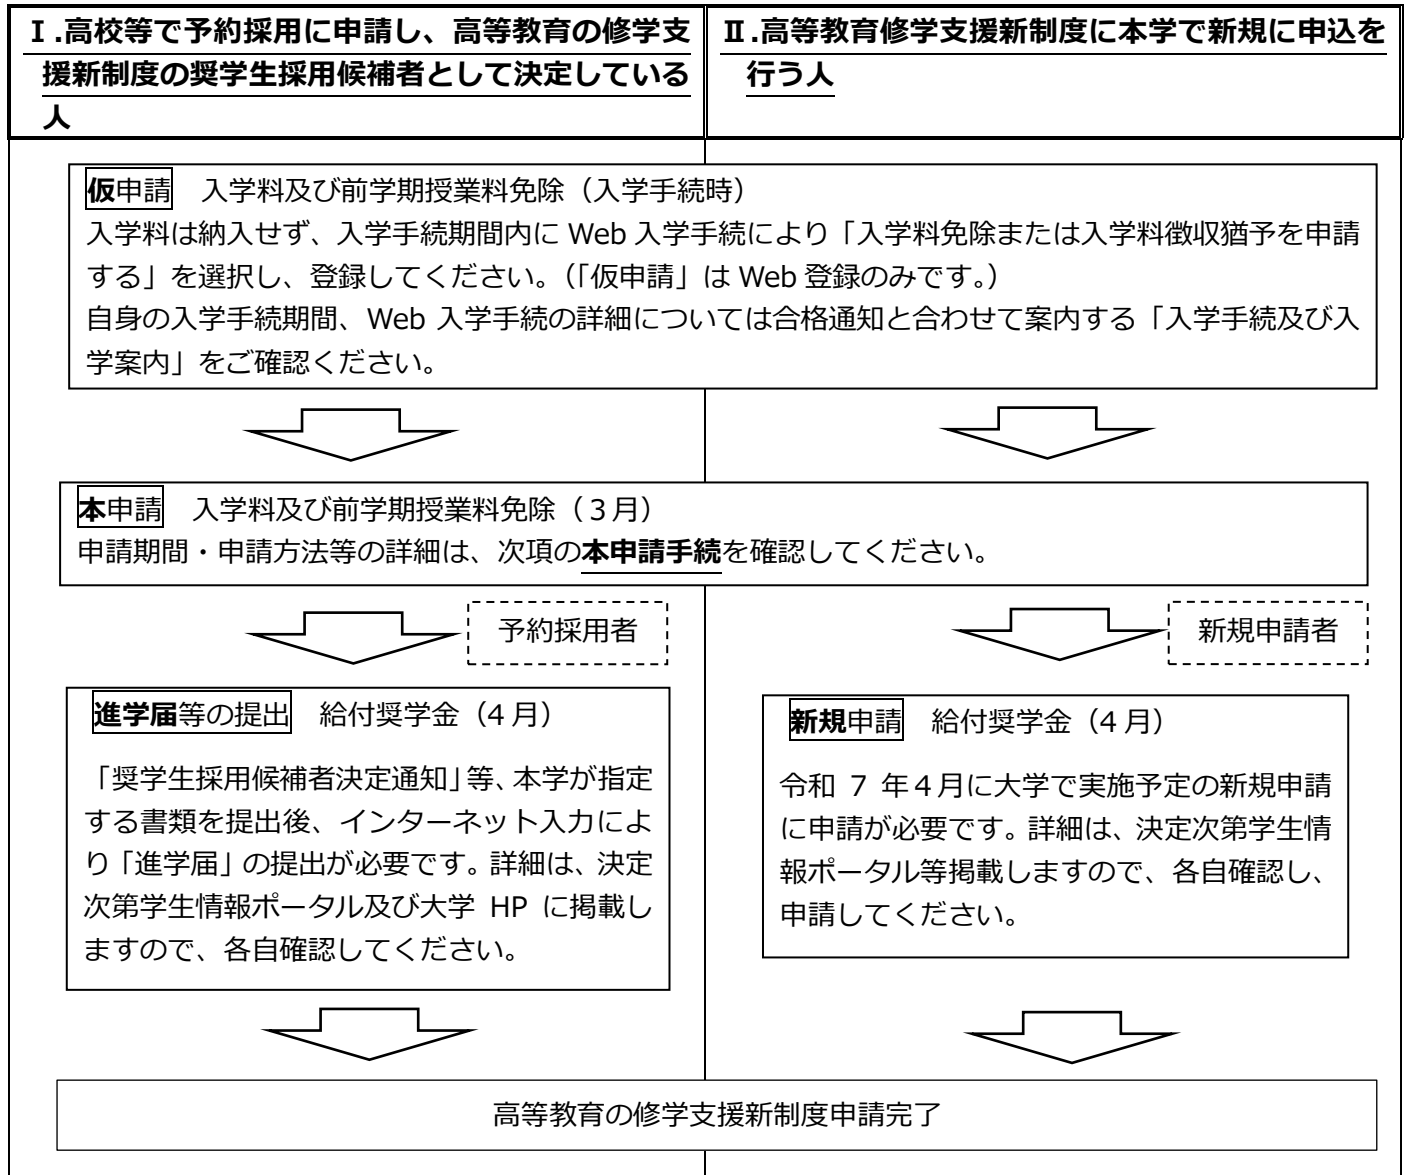 Ⅰ.高校等で予約採用に申請し、高等教育の修学支
援新制度の奨学生採用候補者として決定している
人
Ⅱ.高等教育修学支援新制度に本学で新規に申込を
行う人
仮申請 入学料及び前学期授業料免除（入学手続時）
入学料は納入せず、入学手続期間内に Web 入学手続により「入学料免除または入学料徴収猶予を申請
する」を選択し、登録してください。（「仮申請」は Web 登録のみです。）
自身の入学手続期間、Web 入学手続の詳細については合格通知と合わせて案内する「入学手続及び入
学案内」をご確認ください。
本申請 入学料及び前学期授業料免除（３月）
申請期間・申請方法等の詳細は、次項の本申請手続を確認してください。
予約採用者
新規申請者
進学届等の提出 給付奨学金（4 月）
「奨学生採用候補者決定通知」等、本学が指定
する書類を提出後、インターネット入力によ
り「進学届」の提出が必要です。詳細は、決定
次第学生情報ポータル及び大学 HP に掲載し
ますので、各自確認してください。
新規申請 給付奨学金（4 月）
令和 7 年４月に大学で実施予定の新規申請
に申請が必要です。詳細は、決定次第学生情
報ポータル等掲載しますので、各自確認し、
申請してください。
高等教育の修学支援新制度申請完了